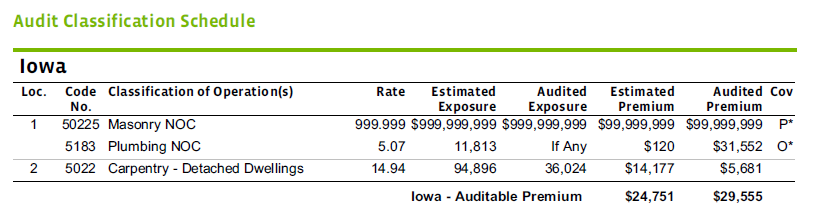 Audit Classification Schedule
Iowa
Loc. Code Classification of Operation(s) Rate Estimated Audited Estimated Audited Cov
No. Exposure Exposure Premium Premium
1 50225 Masonry NOC 999.999 $999,999,999 $999,999,999 $99,999,999 $99,999,999 P*
5183 Plumbing NOC 5.07 11,813 If Any $120 $31,552 O*
2 5022 Carpentry - Detached Dwellings 14.94 94,896 36,024 $14,177 $5,681
Iowa - Auditable Premium $24,751 $29,555